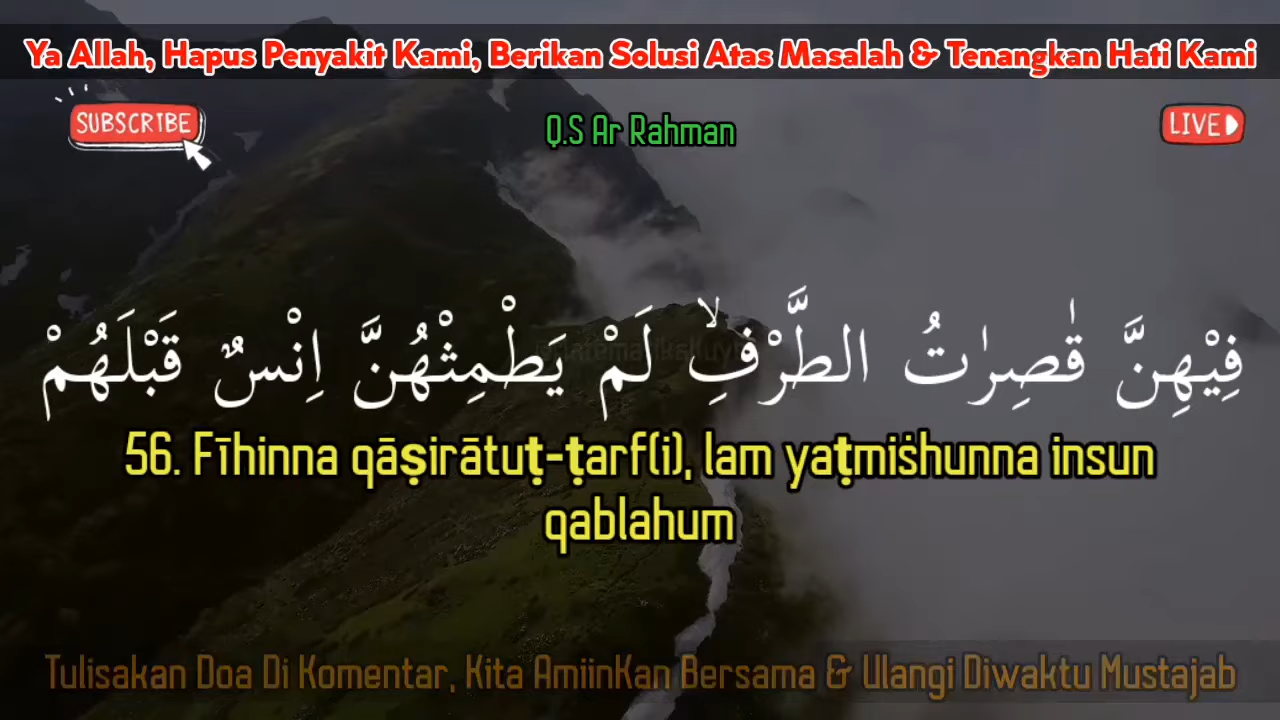 Ya Allah, Hapus Penyakit Kami, Berikan Solusi Atas Masalah & Tenangkan Hati Kami
SUBSCRIBE
Q.S Ar Rahman
LIVE
فِيْهِنَّ قٰصِرٰتُ الطَّرْفِۙ لَمْ يَطْمِثْهُنَّ اِنْسٌ قَبْلَهُمْ
56. Fīhinna qāṣirātuṭ-ṭarf(i), lam yaṭmiṡhunna insun
qablahum
Tulisakan Doa Di Komentar, Kita AmiinKan Bersama & Ulangi Diwaktu Mustajab